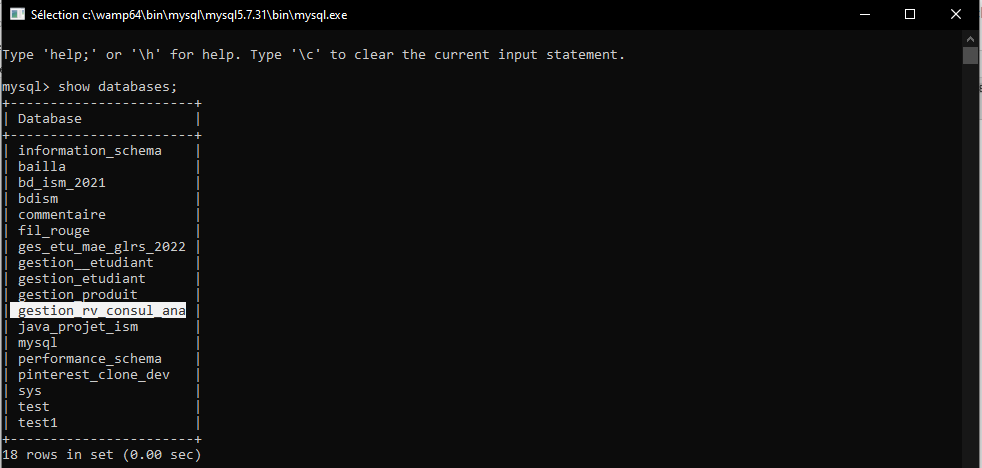 Sélection c:\wamp64\bin\mysql\mysql5.7.31\bin\mysql.exe
Type 'help;' or '\h' for help. Type '\c' to clear the current input statement.
mysql> show databases;
+-----------------------+
| Database              |
+-----------------------+
| information_schema    |
| bailla                |
| bd_ism_2021           |
| bdism                 |
| commentaire           |
| fil_rouge             |
| ges_etu_mae_glrs_2022 |
| gestion__etudiant     |
| gestion_etudiant      |
| gestion_produit       |
| gestion_rv_consul_ana |
| java_projet_ism       |
| mysql                 |
| performance_schema    |
| pinterest_clone_dev   |
| sys                   |
| test                  |
| test1                 |
+-----------------------+
18 rows in set (0.00 sec)